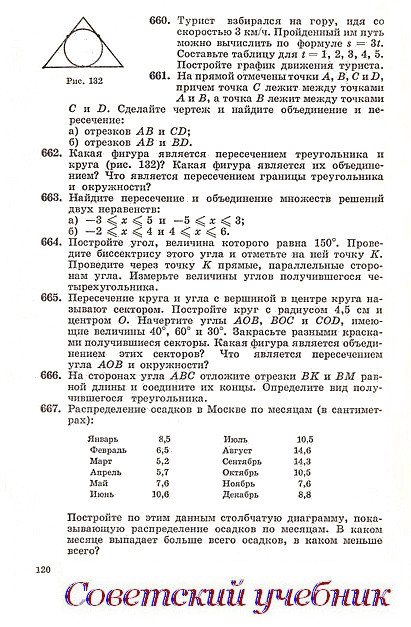 660. Турист взбирался на гору, идя со
скоростью 3 км/ч. Пройденный им путь
можно вычислить по формуле s = 3t.
Составьте таблицу для t = 1, 2, 3, 4, 5.
Постройте график движения туриста.
Рис. 132
661. На прямой отмечены точки A, B, C и D,
причем точка C лежит между точками
A и B, а точка B лежит между точками
C и D. Сделайте чертеж и найдите объединение и пе-
ресечение:
а) отрезков AB и CD;
б) отрезков AB и BD.
662. Какая фигура является пересечением треугольника и
круга (рис. 132)? Какая фигура является их объедине-
нием? Что является пересечением границы треугольника
и окружности?
663. Найдите пересечение и объединение множеств решений
двух неравенств:
а) −3 ⩽ x ⩽ 5 и −5 ⩽ x ⩽ 3;
б) −2 ⩽ x ⩽ 4 и 4 ⩽ x ⩽ 6.
664. Постройте угол, величина которого равна 150°. Прове-
дите биссектрису этого угла и отметьте на ней точку K.
Проведите через точку K прямые, параллельные сторо-
нам угла. Измерьте величины углов получившегося че-
тырехугольника.
665. Пересечение круга и угла с вершиной в центре круга на-
зывают сектором. Постройте круг с радиусом 4,5 см и
центром O. Начертите углы AOB, BOC и COD, имею-
щие величины 40°, 60° и 30°. Закрасьте разными краска-
ми получившиеся секторы. Какая фигура является объеди-
нением этих секторов? Что является пересечением
угла AOB и окружности?
666. На сторонах угла ABC отложите отрезки BK и BM рав-
ной длины и соедините их концы. Определите вид полу-
чившегося треугольника.
667. Распределение осадков в Москве по месяцам (в сантимет-
рах):
Январь 8,5 Июль 10,5
Февраль 6,5 Август 14,6
Март 5,2 Сентябрь 14,3
Апрель 5,7 Октябрь 10,5
Май 7,6 Ноябрь 7,6
Июнь 10,6 Декабрь 8,8
Постройте по этим данным столбчатую диаграмму, пока-
зывающую распределение осадков по месяцам. В каком
месяце выпадает больше всего осадков, в каком меньше
всего?
120
Советский учебник